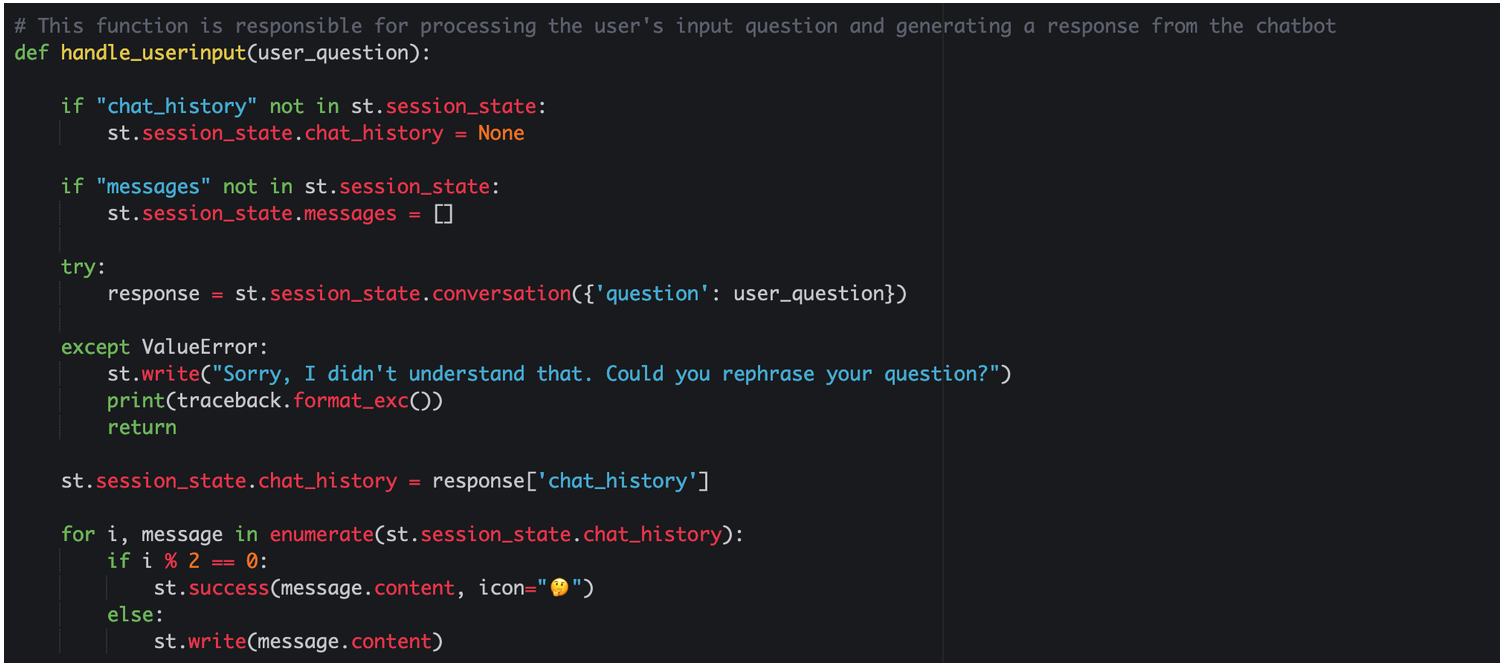 # This function is responsible for processing the user's input question and generating a response from the chatbot
def handle_userinput(user_question):
if "chat_history" not in st.session_state:
st.session_state.chat_history = None
if "messages" not in st.session_state:
st.session_state.messages = []
try:
response = st.session_state.conversation({'question': user_question})
except ValueError:
st.write("Sorry, I didn't understand that. Could you rephrase your question?")
print(traceback.format_exc())
return
st.session_state.chat_history = response['chat_history']
for i, message in enumerate(st.session_state.chat_history):
if i % 2 == 0:
st.success(message.content, icon="🤔")
else:
st.write(message.content)